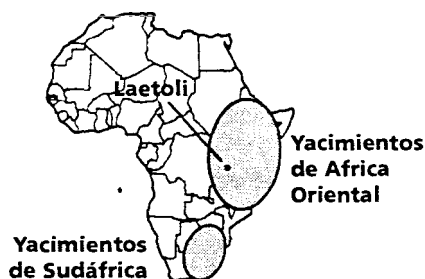 Laetoli
Yacimientos
de Africa
Oriental
Yacimientos
de Sudáfrica